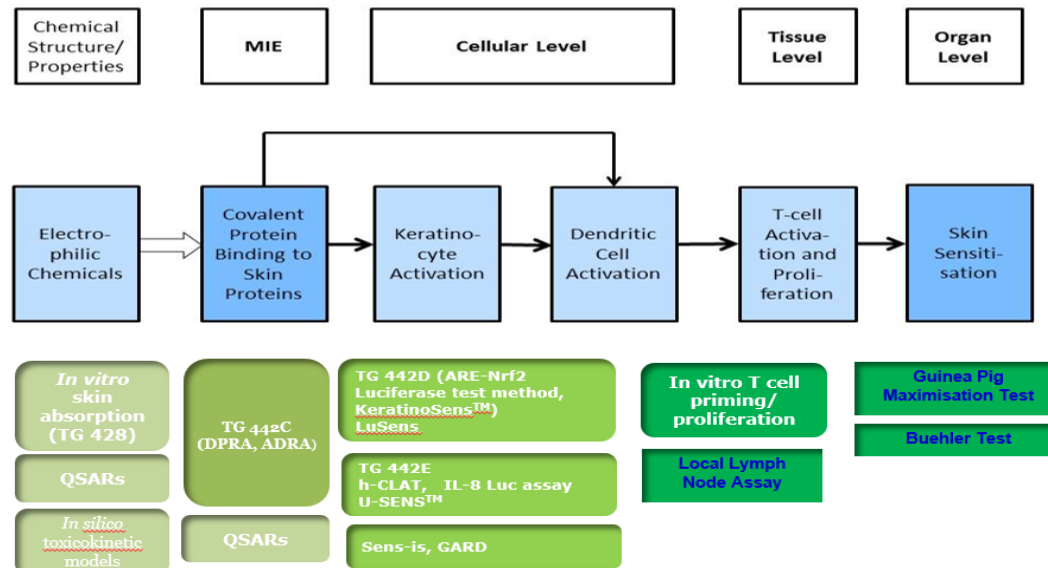 Chemical
Structure/
Properties
MIE
Cellular Level
Tissue
Level
Organ
Level
Electro-
philic
Chemicals
Covalent
Protein
Binding to
Skin
Proteins
Keratino-
cyte
Activation
Dendritic
Cell
Activation
T-cell
Activa-
tion and
Proli-
feration
Skin
Sensiti-
sation
In vitro
skin
absorption
(TG 428)
QSARs
In silico
toxicokinetic
models
TG 442C
(DPRA, ADRA)
QSARs
TG 442D (ARE-Nrf2
Luciferase test method,
KeratinoSens™)
LuSens
TG 442E
h-CLAT, IL-8 Luc assay
U-SENS™
Sens-is, GARD
In vitro T cell
priming/
proliferation
Local Lymph
Node Assay
Guinea Pig
Maximisation Test
Buehler Test